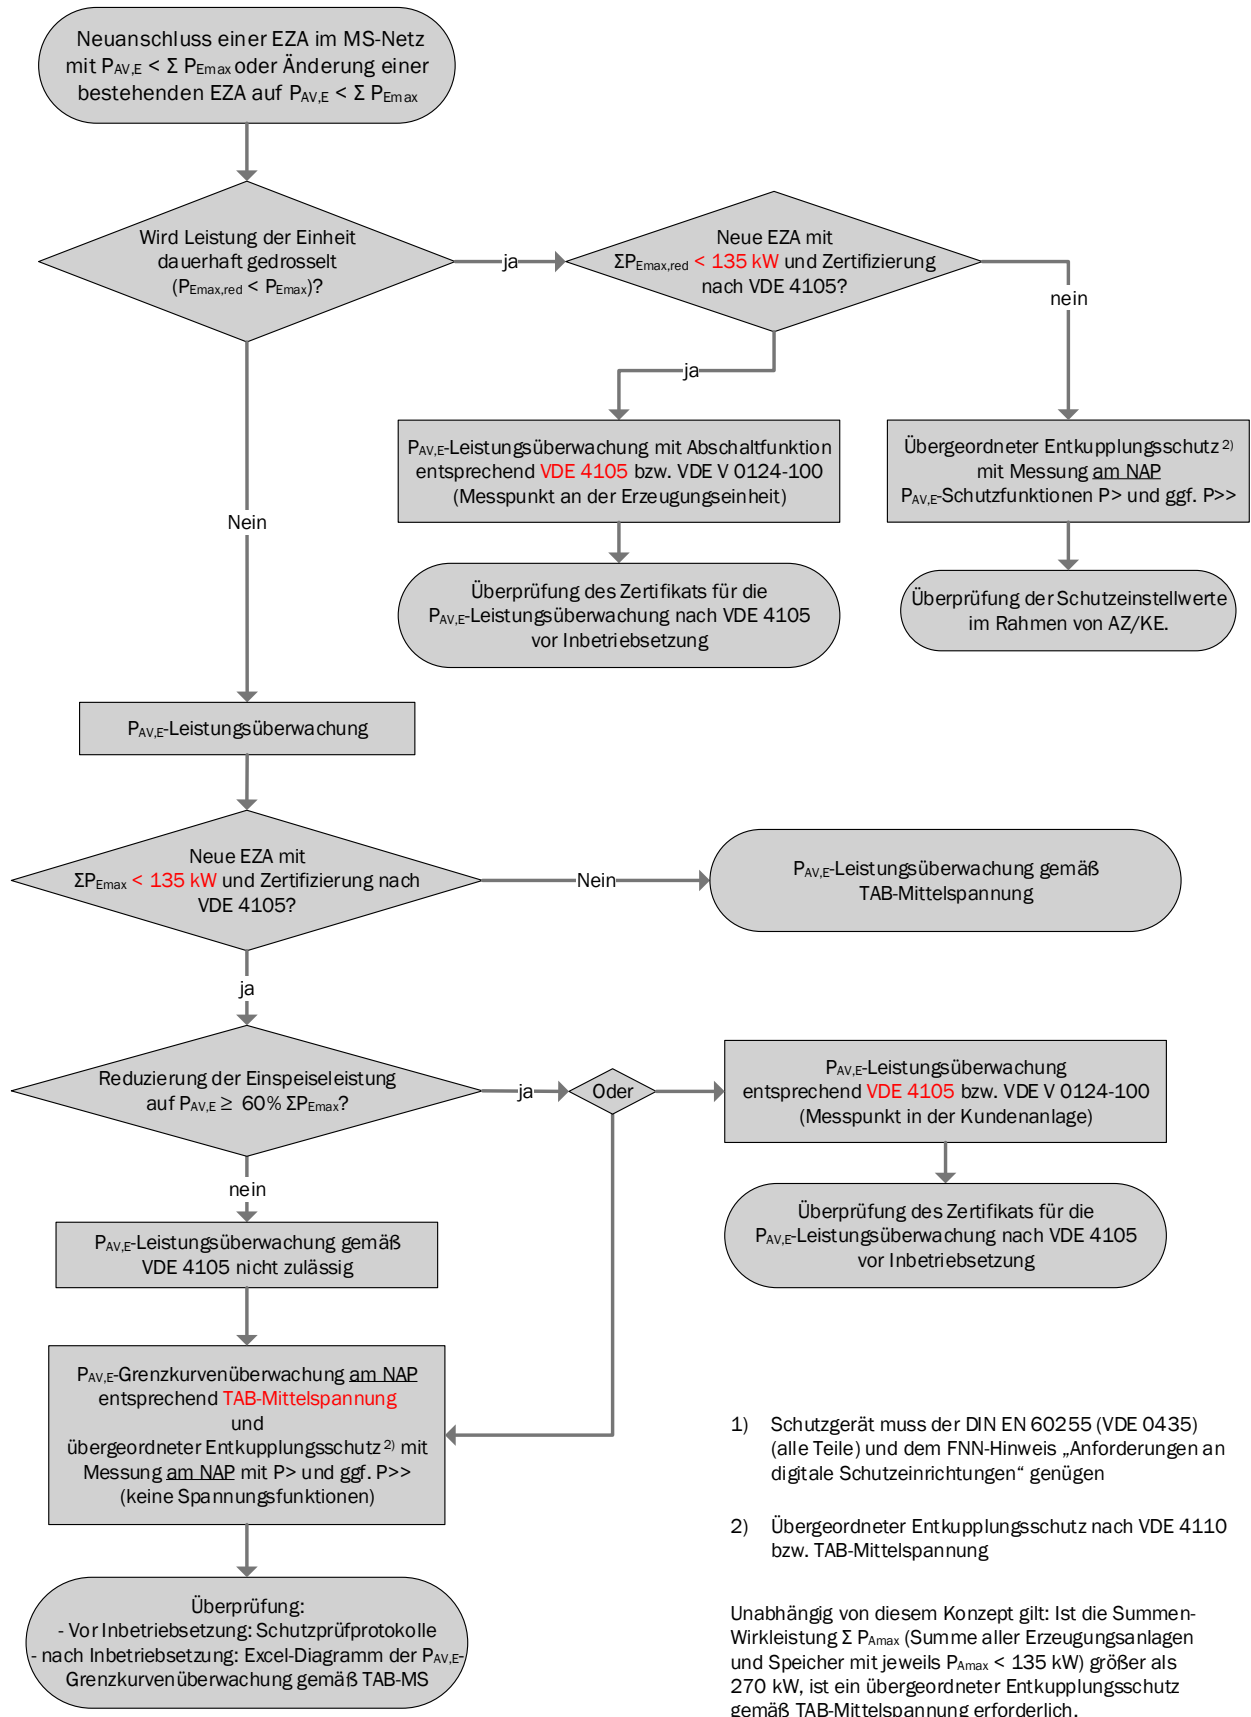 Neuanschluss einer EZA im MS-Netz
mit PAV,E < Σ PEmax oder Änderung einer
bestehenden EZA auf PAV,E < Σ PEmax
Wird Leistung der Einheit
dauerhaft gedrosselt
(PEmax,red < PEmax)?
ja
Neue EZA mit
ΣPEmax,red < 135 kW und Zertifizierung
nach VDE 4105?
nein
ja
PAV,E-Leistungsüberwachung mit Abschaltfunktion
entsprechend VDE 4105 bzw. VDE V 0124-100
(Messpunkt an der Erzeugungseinheit)
Übergeordneter Entkupplungsschutz 2)
mit Messung am NAP
PAV,E-Schutzfunktionen P> und ggf. P>>
Nein
Überprüfung des Zertifikats für die
PAV,E-Leistungsüberwachung nach VDE 4105
vor Inbetriebsetzung
Überprüfung der Schutzeinstellwerte
im Rahmen von AZ/KE.
PAV,E-Leistungsüberwachung
Neue EZA mit
ΣPEmax < 135 kW und Zertifizierung nach
VDE 4105?
Nein
PAV,E-Leistungsüberwachung gemäß
TAB-Mittelspannung
ja
Reduzierung der Einspeiseleistung
auf PAV,E ≥ 60% ΣPEmax?
ja
Oder
PAV,E-Leistungsüberwachung
entsprechend VDE 4105 bzw. VDE V 0124-100
(Messpunkt in der Kundenanlage)
nein
Überprüfung des Zertifikats für die
PAV,E-Leistungsüberwachung nach VDE 4105
vor Inbetriebsetzung
PAV,E-Leistungsüberwachung gemäß
VDE 4105 nicht zulässig
PAV,E-Grenzkurvenüberwachung am NAP
entsprechend TAB-Mittelspannung
und
übergeordneter Entkupplungsschutz 2) mit
Messung am NAP mit P> und ggf. P>>
(keine Spannungsfunktionen)
Überprüfung:
- Vor Inbetriebsetzung: Schutzprüfprotokolle
- nach Inbetriebsetzung: Excel-Diagramm der PAV,E-
Grenzkurvenüberwachung gemäß TAB-MS
1) Schutzgerät muss der DIN EN 60255 (VDE 0435)
(alle Teile) und dem FNN-Hinweis „Anforderungen an
digitale Schutzeinrichtungen“ genügen
2) Übergeordneter Entkupplungsschutz nach VDE 4110
bzw. TAB-Mittelspannung
Unabhängig von diesem Konzept gilt: Ist die Summen-
Wirkleistung Σ PAmax (Summe aller Erzeugungsanlagen
und Speicher mit jeweils PAmax < 135 kW) größer als
270 kW, ist ein übergeordneter Entkupplungsschutz
gemäß TAB-Mittelspannung erforderlich.